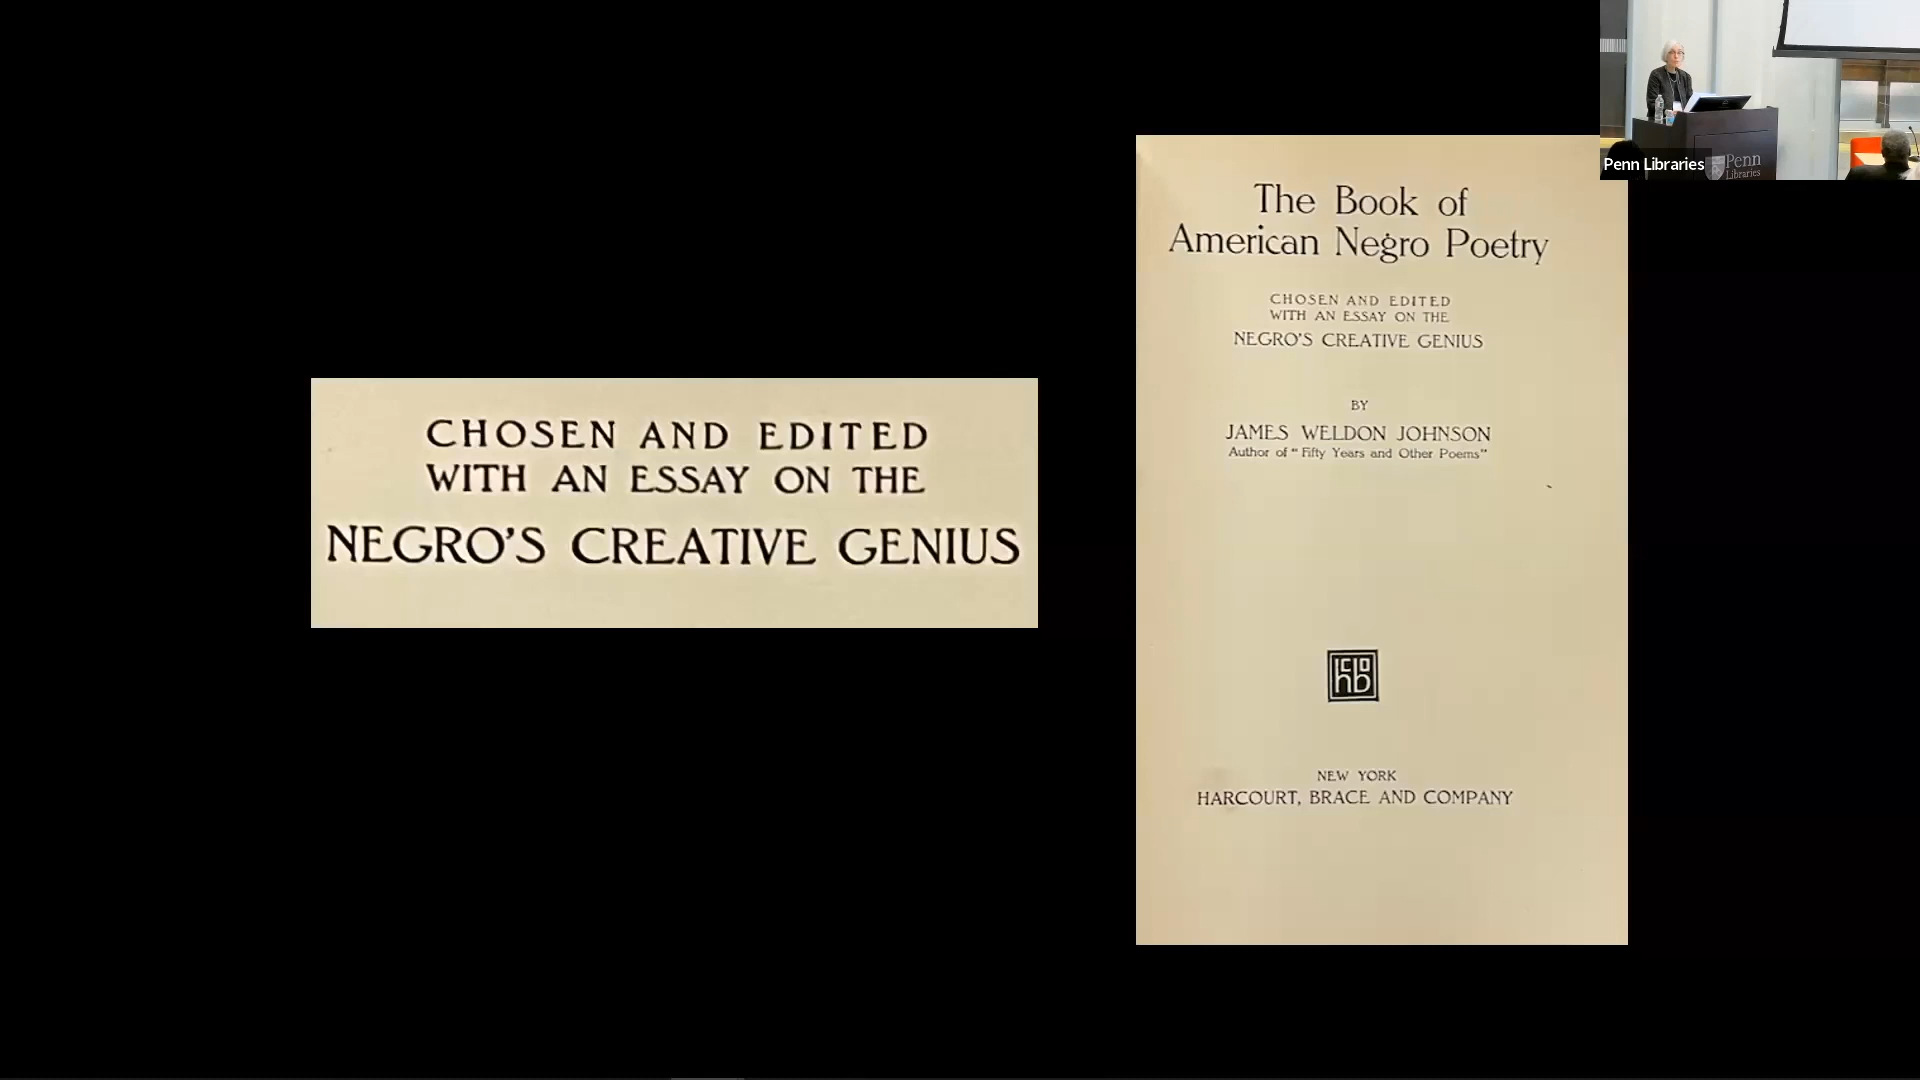 CHOSEN AND EDITED
WITH AN ESSAY ON THE
NEGRO'S CREATIVE GENIUS
The Book of
American Negro Poetry
CHOSEN AND EDITED
WITH AN ESSAY ON THE
NEGRO'S CREATIVE GENIUS
BY
JAMES WELDON JOHNSON
Author of "Fifty Years and Other Poems"
hcb
NEW YORK
HARCOURT, BRACE AND COMPANY
Penn Libraries
Penn
Libraries